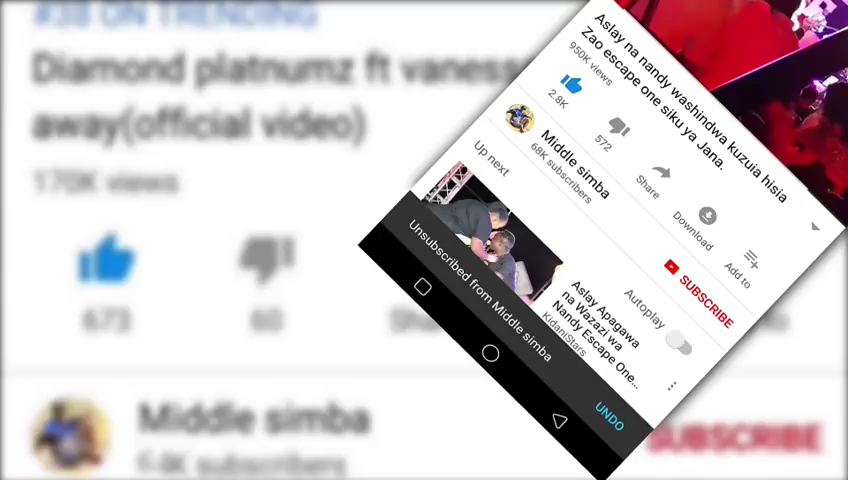 #38 ON TRENDING
Diamond platnumz ft vaness
away(official video)
170K views
673
60
Middle simba
subscribers
SUBSCRIBE
Aslay na nandy washindwa kuzuia hisia
Zao escape one siku ya Jana.
950K views
2.8K
572
Share
Download
Add to
Middle simba
68K subscribers
SUBSCRIBE
Up next
Autoplay
Aslay Apagawa
na Wazazi wa
Nandy Escape One...
KidaniStars
Unsubscribed from Middle simba
UNDO